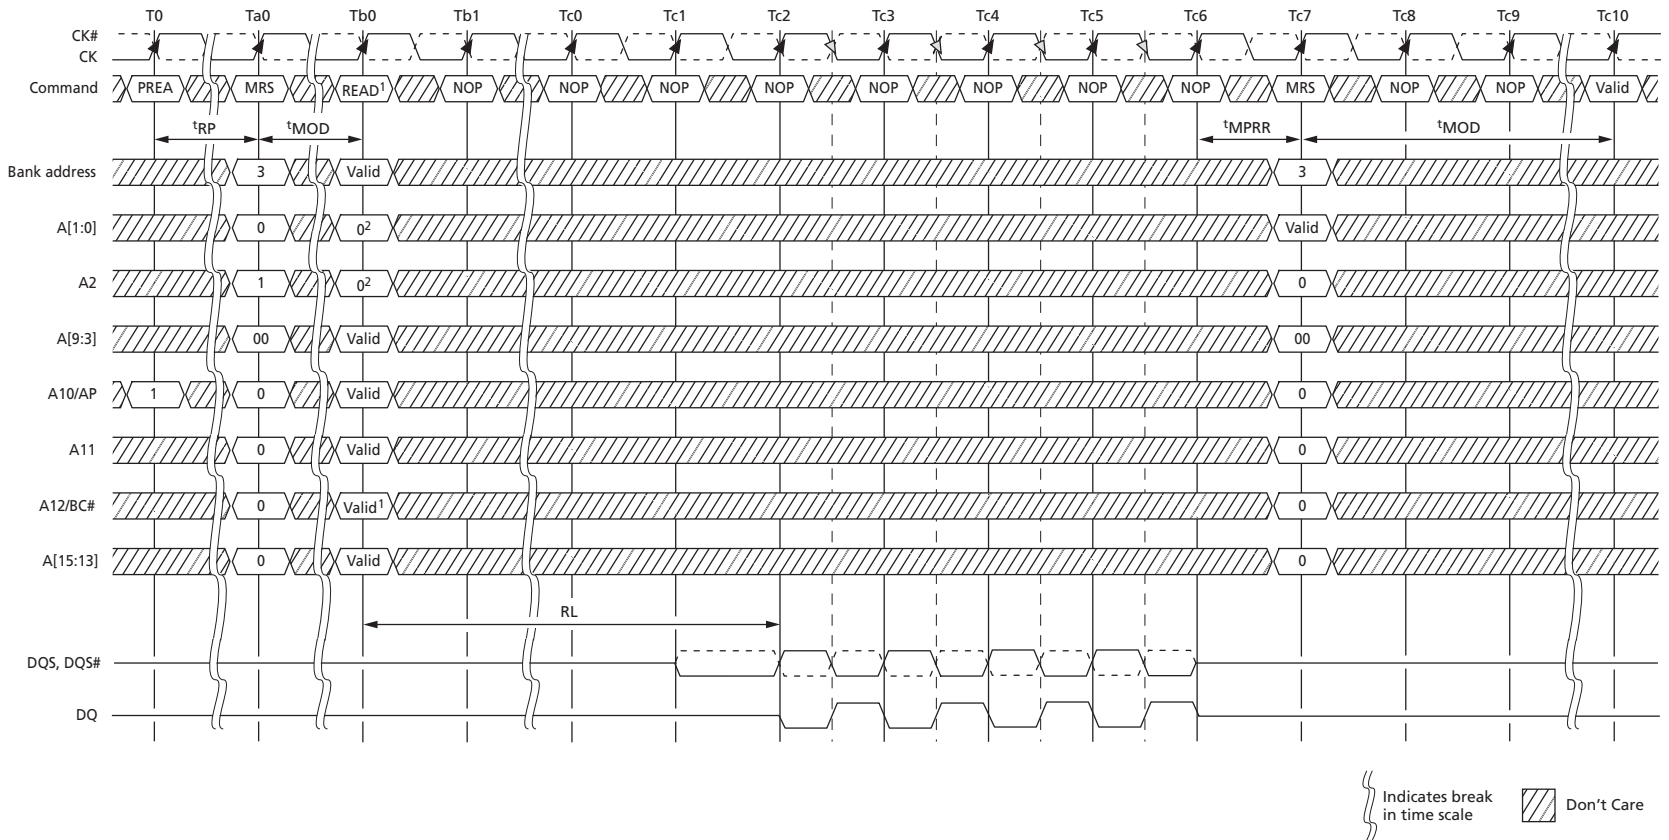 T0 Ta0 Tb0 Tb1 Tc0 Tc1 Tc2 Tc3 Tc4 Tc5 Tc6 Tc7 Tc8 Tc9 Tc10
CK#
CK
Command PREA MRS READ¹ NOP NOP NOP NOP NOP NOP NOP NOP MRS NOP NOP Valid
tRP tMOD tMPRR tMOD
Bank address 3 Valid 3
A[1:0] 0 0² Valid
A2 1 0² 0
A[9:3] 00 Valid 00
A10/AP 1 0 Valid 0
A11 0 Valid 0
A12/BC# 0 Valid¹ 0
A[15:13] 0 Valid 0
RL
DQS, DQS#
DQ
Indicates break
in time scale
Don't Care